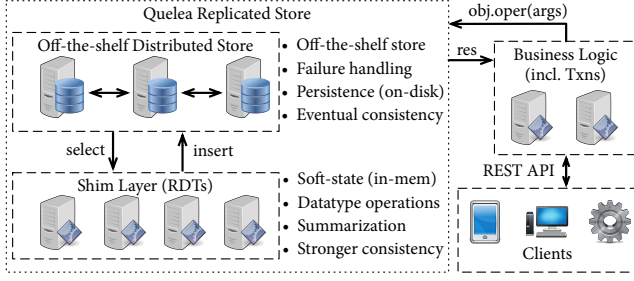 Quelea Replicated Store
Off-the-shelf Distributed Store
• Off-the-shelf store
• Failure handling
• Persistence (on-disk)
• Eventual consistency
select
insert
Shim Layer (RDTs)
• Soft-state (in-mem)
• Datatype operations
• Summarization
• Stronger consistency
obj.oper(args)
res
Business Logic
(incl. Txns)
REST API
Clients